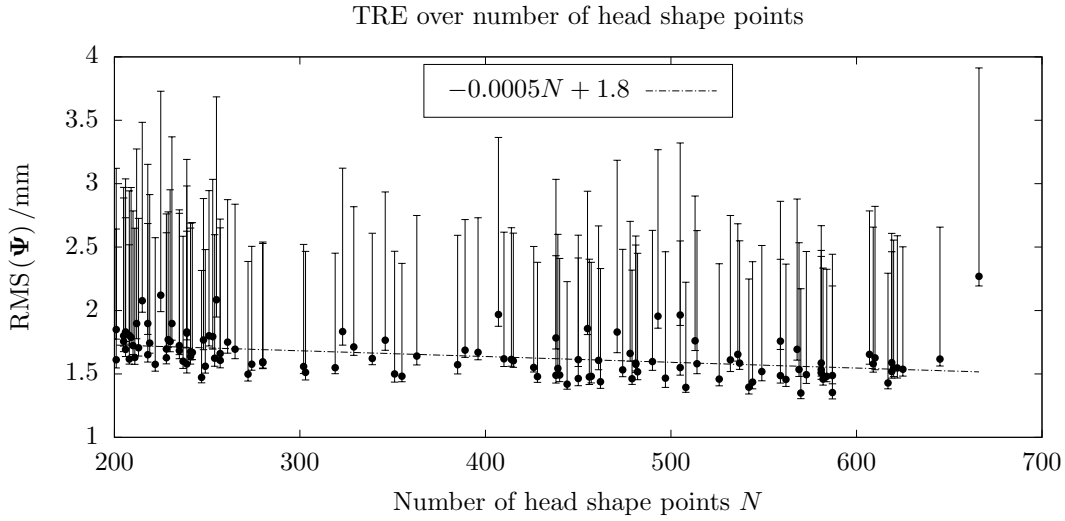 TRE over number of head shape points
4
3.5
3
2.5
2
1.5
1
RMS(Ψ) /mm
−0.0005N + 1.8
200 300 400 500 600 700
Number of head shape points N